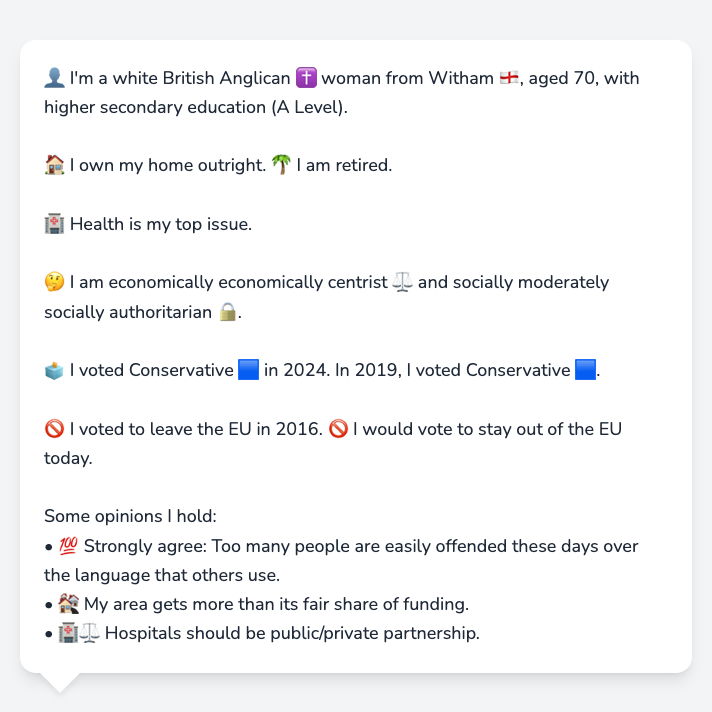 👤 I'm a white British Anglican ✝️ woman from Witham 🏴󠁧󠁢󠁥󠁮󠁧󠁿, aged 70, with
higher secondary education (A Level).
🏠 I own my home outright. 🌴 I am retired.
🏥 Health is my top issue.
🤔 I am economically economically centrist ⚖️ and socially moderately
socially authoritarian 🔒.
🗳️ I voted Conservative 🟦 in 2024. In 2019, I voted Conservative 🟦.
🚫 I voted to leave the EU in 2016. 🚫 I would vote to stay out of the EU
today.
Some opinions I hold:
• 💯 Strongly agree: Too many people are easily offended these days over
the language that others use.
• 🏘️ My area gets more than its fair share of funding.
• 🏥⚖️ Hospitals should be public/private partnership.